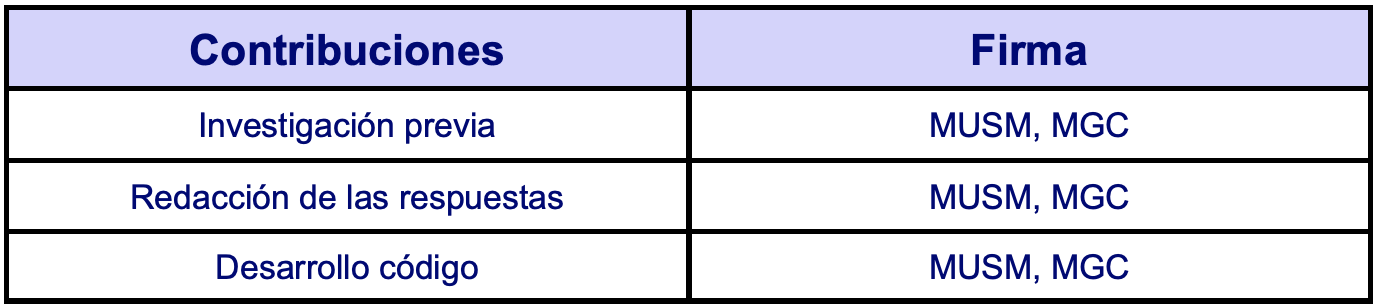 Contribuciones Firma
Investigación previa MUSM, MGC
Redacción de las respuestas MUSM, MGC
Desarrollo código MUSM, MGC